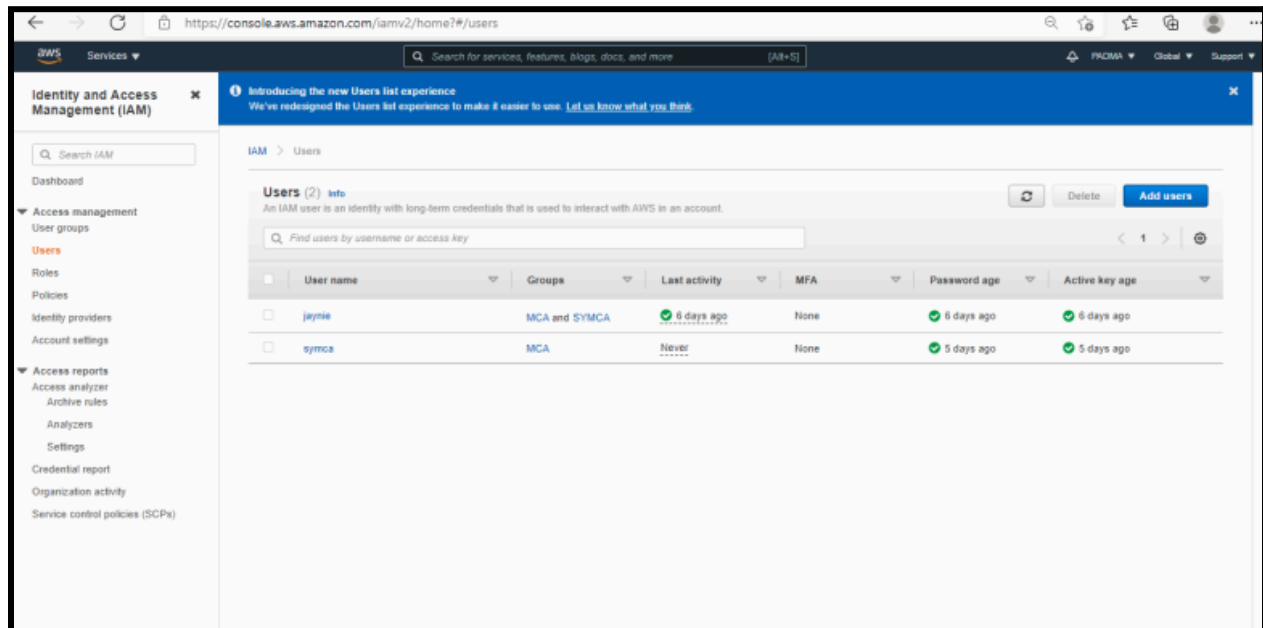 https://console.aws.amazon.com/iamv2/home?#/users
aws Services Search for services, features, blogs, docs, and more [Alt+S] PADMA Global Support
Identity and Access Management (IAM)
Search IAM
Dashboard
Access management
User groups
Users
Roles
Policies
Identity providers
Account settings
Access reports
Access analyzer
Archive rules
Analyzers
Settings
Credential report
Organization activity
Service control policies (SCPs)
Introducing the new Users list experience
We've redesigned the Users list experience to make it easier to use. Let us know what you think.
IAM > Users
Users (2) Info
An IAM user is an identity with long-term credentials that is used to interact with AWS in an account.
Delete Add users
Find users by username or access key
< 1 >
User name Groups Last activity MFA Password age Active key age
jaynie MCA and SYMCA 6 days ago None 6 days ago 6 days ago
symca MCA Never None 5 days ago 5 days ago